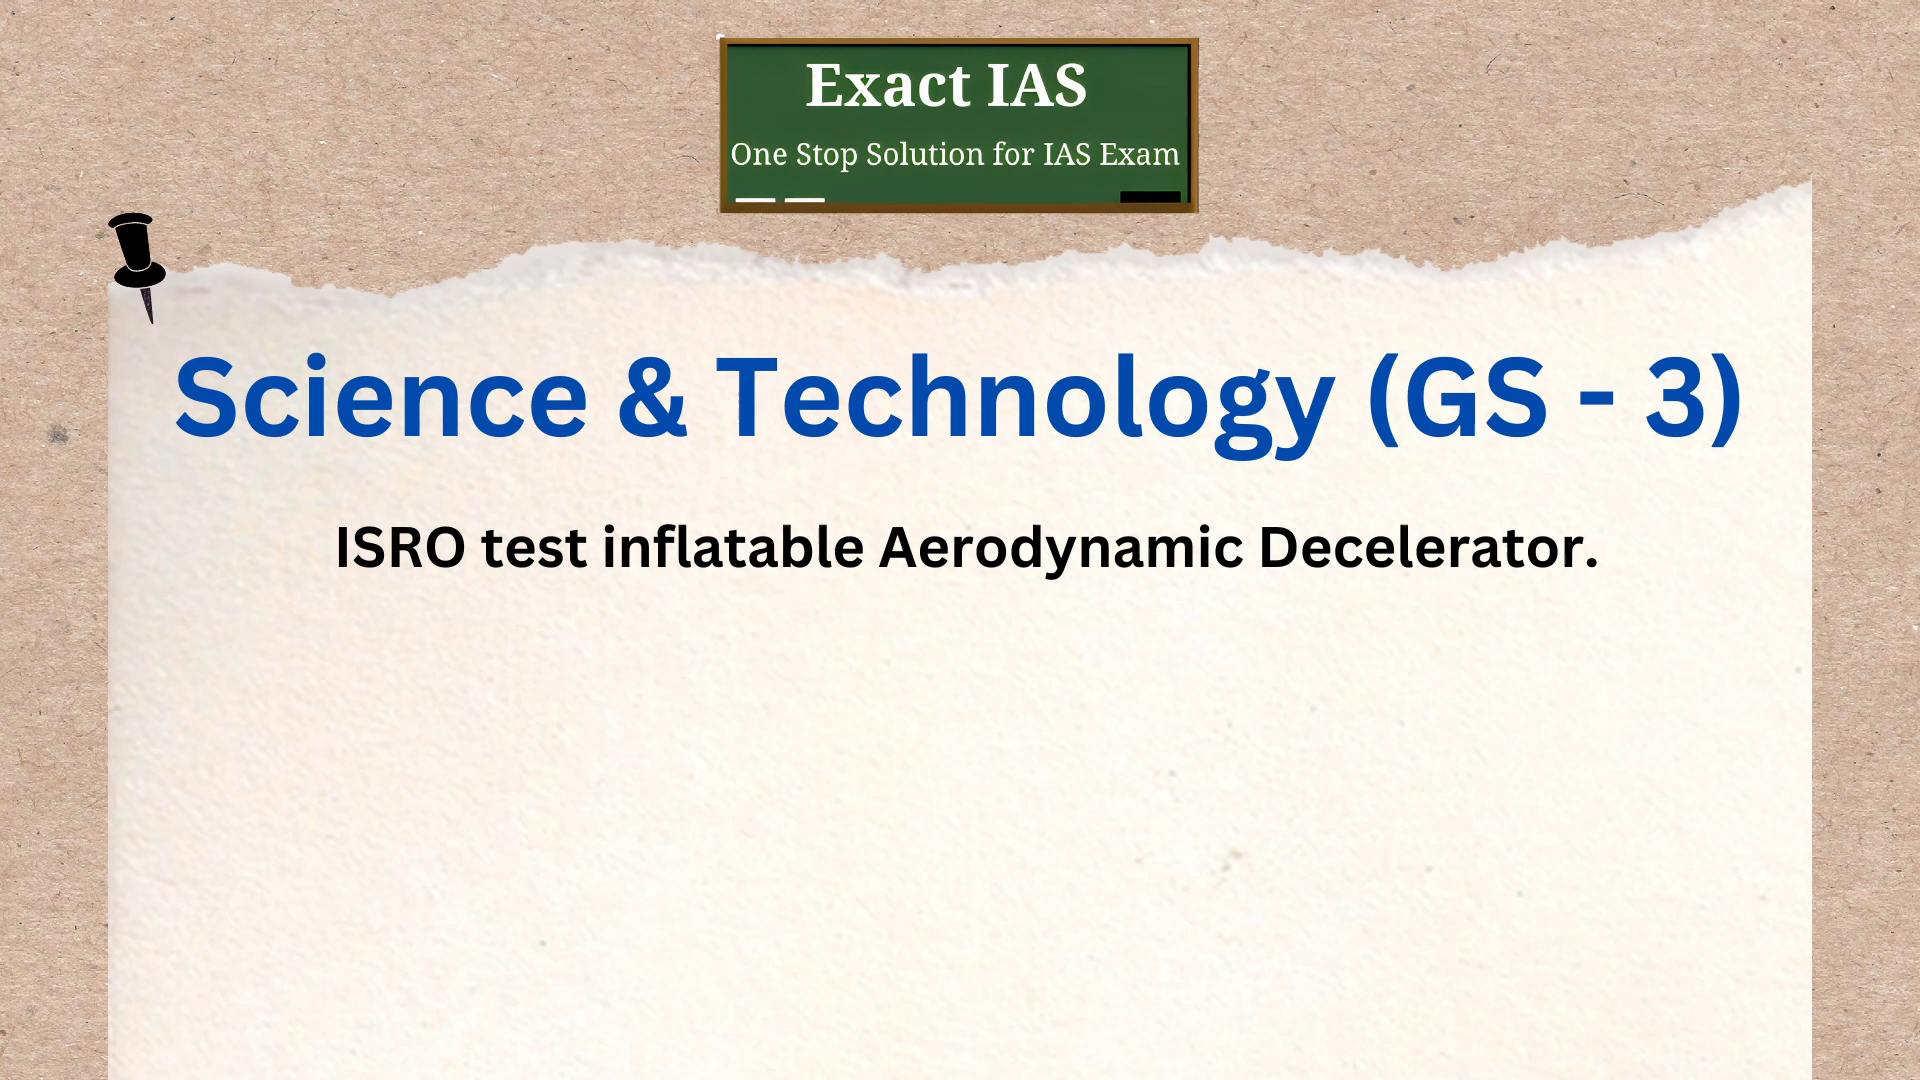 Exact IAS
One Stop Solution for IAS Exam
Science & Technology (GS - 3)
ISRO test inflatable Aerodynamic Decelerator.